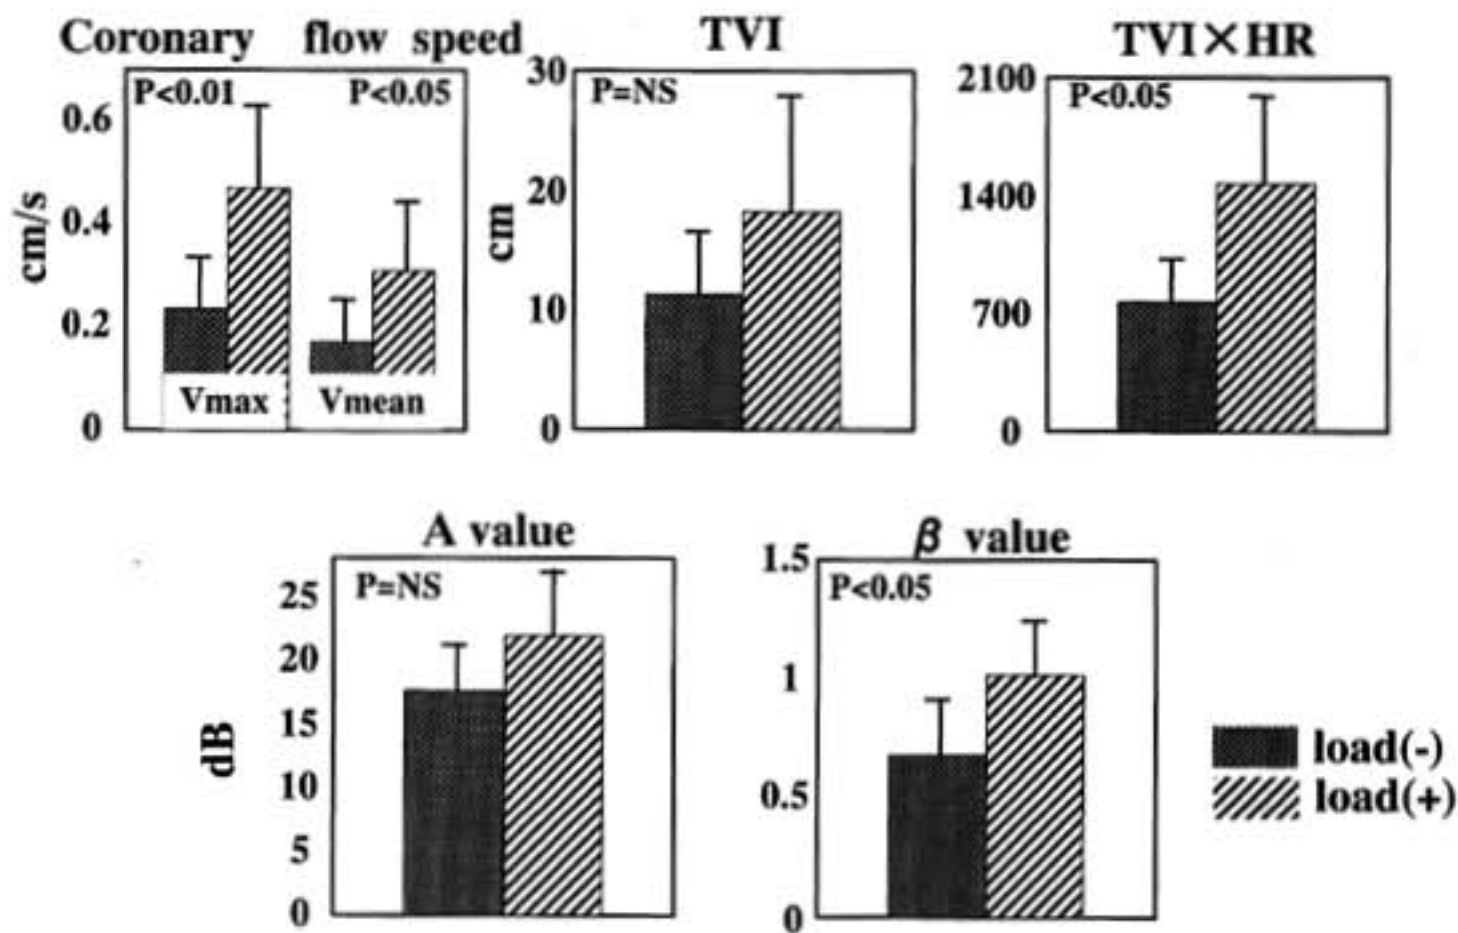 Coronary flow speed
P<0.01 P<0.05
0.6
0.4
0.2
0
cm/s
Vmax Vmean
TVI
P=NS
30
20
10
0
cm
TVI×HR
P<0.05
2100
1400
700
0
A value
P=NS
25
20
15
10
5
0
dB
β value
P<0.05
1.5
1
0.5
0
load(-)
load(+)